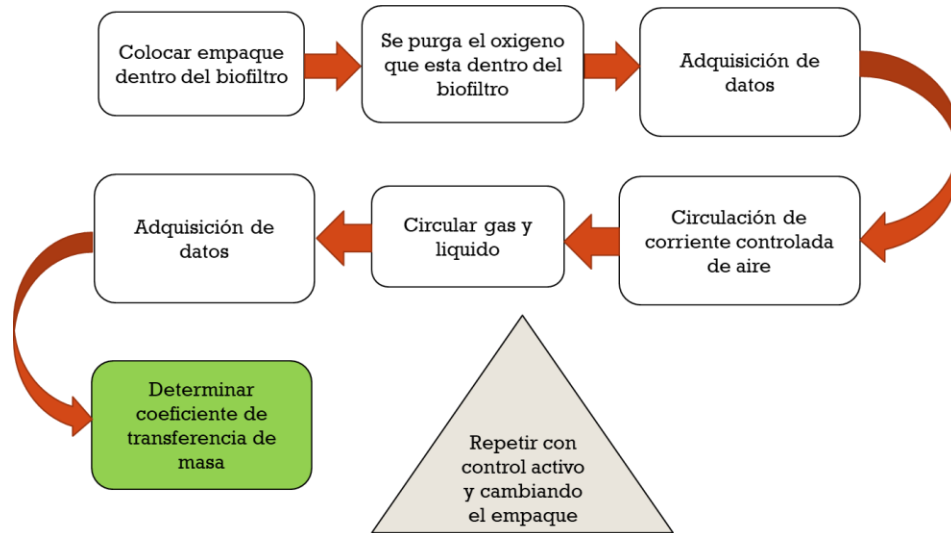 Colocar empaque
dentro del biofiltro
Se purga el oxigeno
que esta dentro del
biofiltro
Adquisición de
datos
Circulación de
corriente controlada
de aire
Circular gas y
liquido
Adquisición de
datos
Determinar
coeficiente de
transferencia de
masa
Repetir con
control activo
y cambiando
el empaque